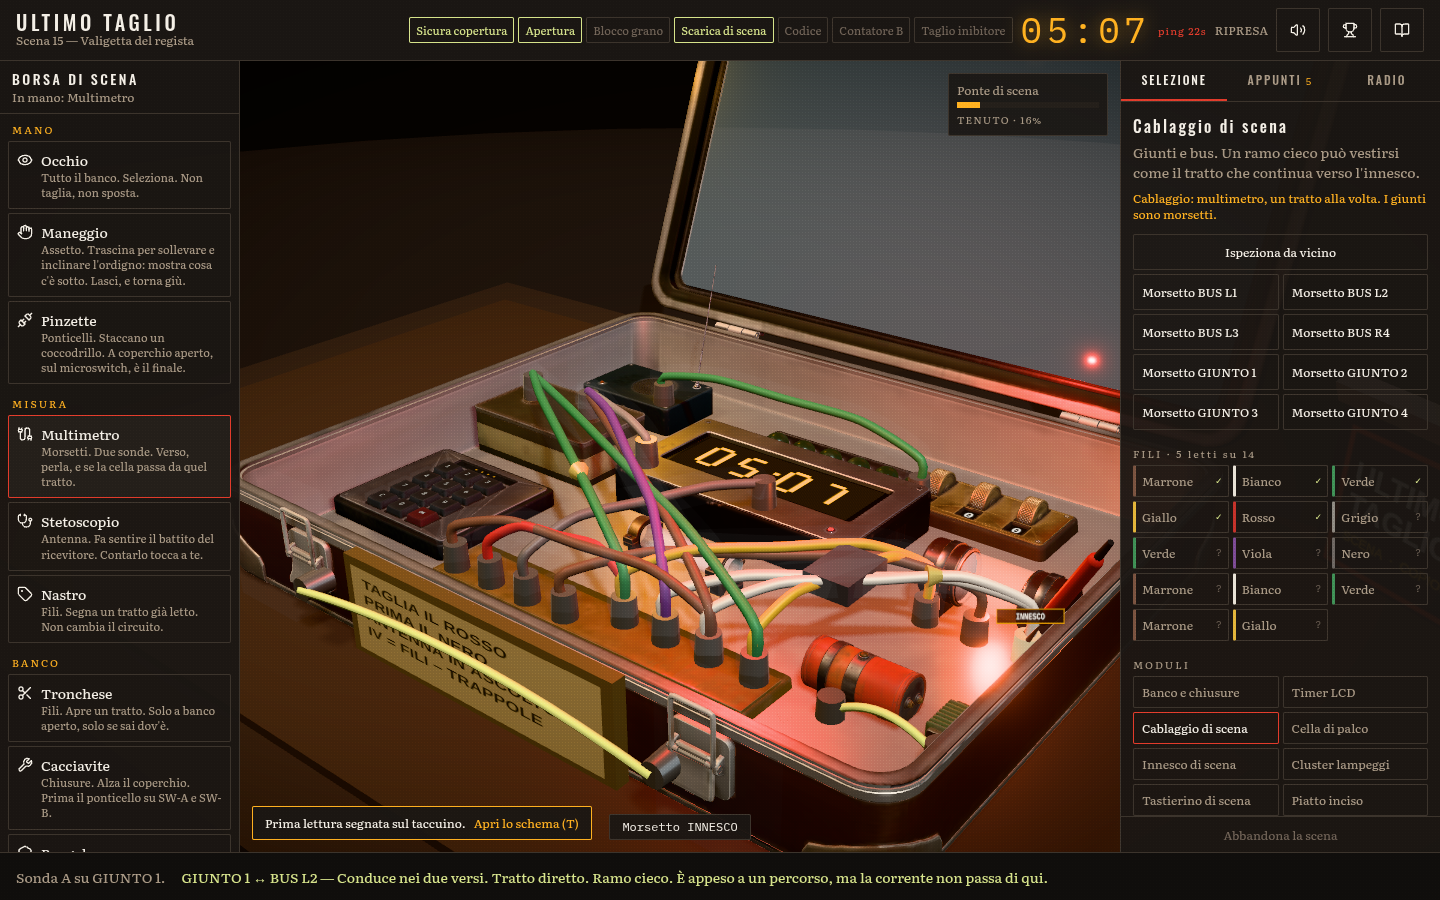 ULTIMO TAGLIO
Scena 15 — Valigetta del regista
Sicura copertura
Apertura
Blocco grano
Scarica di scena
Codice
Contatore B
Taglio inibitore
05:07
ping 22s
RIPRESA
BORSA DI SCENA
In mano: Multimetro
MANO
Occhio
Tutto il banco. Seleziona. Non
taglia, non sposta.
Maneggio
Assetto. Trascina per sollevare e
inclinare l'ordigno: mostra cosa
c'è sotto. Lasci, e torna giù.
Pinzette
Ponticelli. Staccano un
coccodrillo. A coperchio aperto,
sul microswitch, è il finale.
MISURA
Multimetro
Morsetti. Due sonde. Verso,
perla, e se la cella passa da quel
tratto.
Stetoscopio
Antenna. Fa sentire il battito del
ricevitore. Contarlo tocca a te.
Nastro
Fili. Segna un tratto già letto.
Non cambia il circuito.
BANCO
Tronchese
Fili. Apre un tratto. Solo a banco
aperto, solo se sai dov'è.
Cacciavite
Chiusure. Alza il coperchio.
Prima il ponticello su SW-A e SW-
B.
Ponte di scena
TENUTO · 16%
05:07
TAGLIA IL ROSSO
PRIMA IL NERO
IV = FILI – TRAPPOLE
INNESCO
Prima lettura segnata sul taccuino. Apri lo schema (T)
Morsetto INNESCO
SELEZIONE
APPUNTI 5
RADIO
Cablaggio di scena
Giunti e bus. Un ramo cieco può vestirsi
come il tratto che continua verso l'innesco.
Cablaggio: multimetro, un tratto alla volta. I giunti
sono morsetti.
Ispeziona da vicino
Morsetto BUS L1
Morsetto BUS L2
Morsetto BUS L3
Morsetto BUS R4
Morsetto GIUNTO 1
Morsetto GIUNTO 2
Morsetto GIUNTO 3
Morsetto GIUNTO 4
FILI · 5 letti su 14
Marrone ✓
Bianco ✓
Verde ✓
Giallo ✓
Rosso ✓
Grigio ?
Verde ?
Viola ?
Nero ?
Marrone ?
Bianco ?
Verde ?
Marrone ?
Giallo ?
MODULI
Banco e chiusure
Timer LCD
Cablaggio di scena
Cella di palco
Innesco di scena
Cluster lampeggi
Tastierino di scena
Piatto inciso
Abbandona la scena
Sonda A su GIUNTO 1. GIUNTO 1 ↔ BUS L2 — Conduce nei due versi. Tratto diretto. Ramo cieco. È appeso a un percorso, ma la corrente non passa di qui.